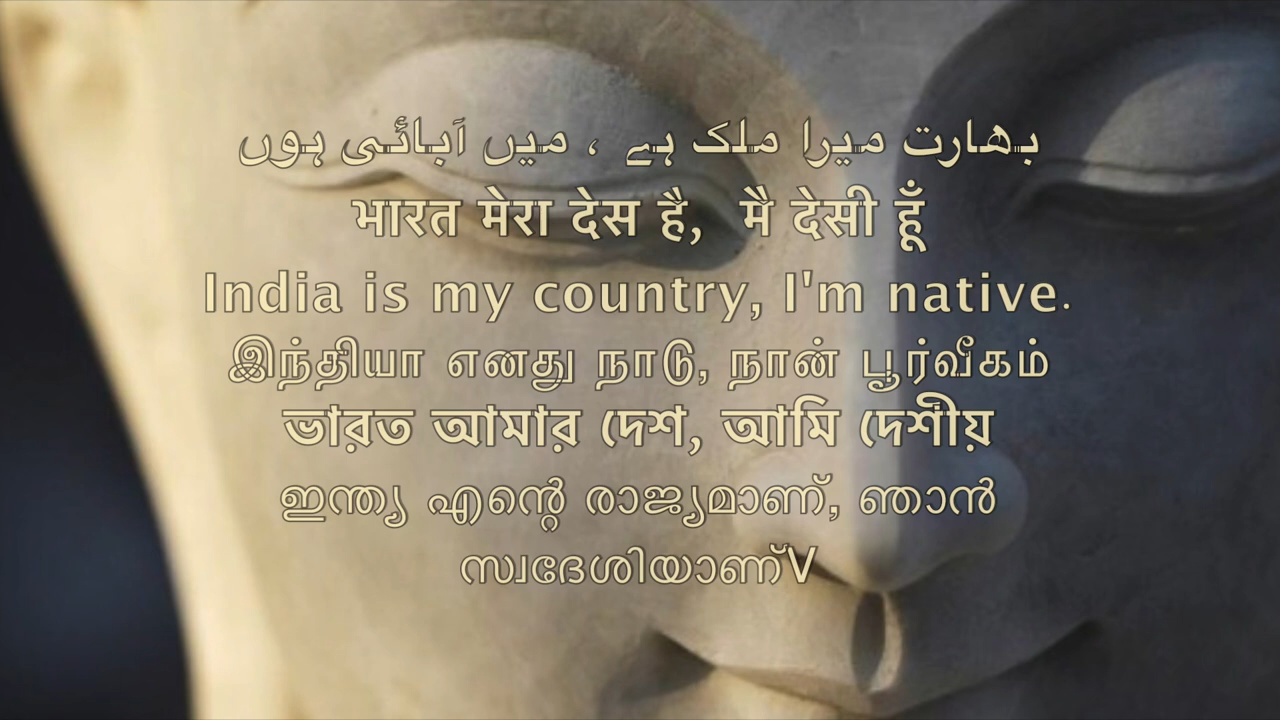 بھارت میرا ملک ہے ، میں آبائی ہوں
भारत मेरा देस है, मै देसी हूँ
India is my country, I'm native.
இந்தியா எனது நாடு, நான் பூர்வீகம்
ভারত আমার দেশ, আমি দেশীয়
ഇന്ത്യ എന്റെ രാജ്യമാണ്, ഞാൻ
സ്വദേശിയാണ്V